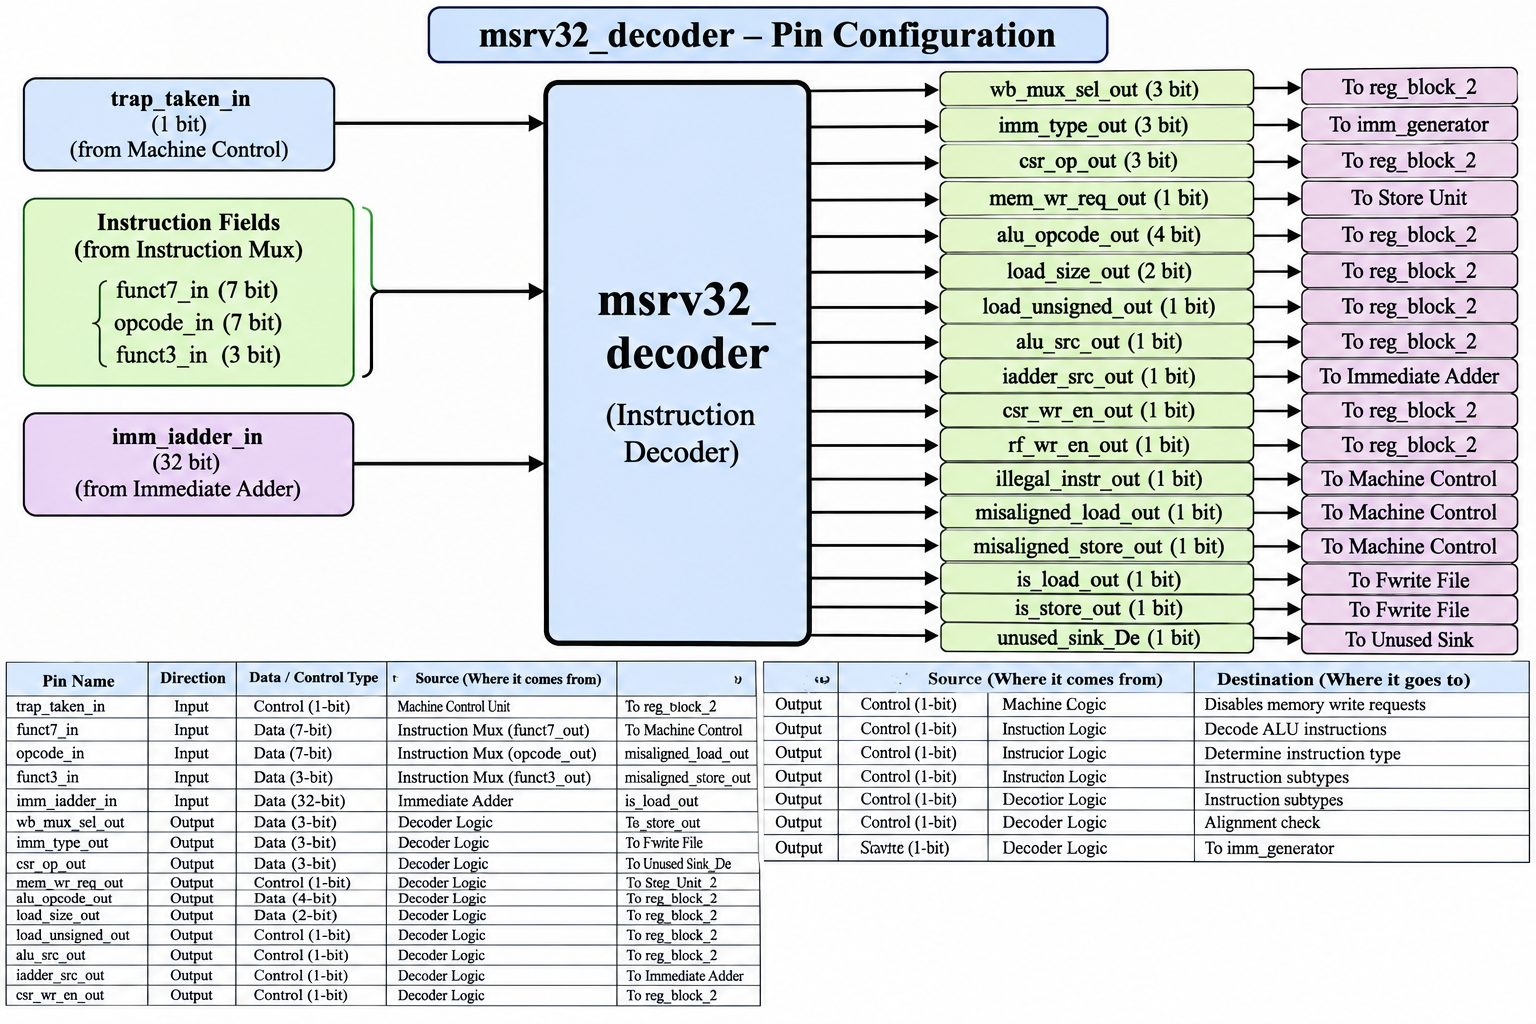 msrv32_decoder – Pin Configuration
trap_taken_in
(1 bit)
(from Machine Control)
Instruction Fields
(from Instruction Mux)
funct7_in (7 bit)
opcode_in (7 bit)
funct3_in (3 bit)
imm_iadder_in
(32 bit)
(from Immediate Adder)
msrv32_
decoder
(Instruction
Decoder)
wb_mux_sel_out (3 bit) To reg_block_2
imm_type_out (3 bit) To imm_generator
csr_op_out (3 bit) To reg_block_2
mem_wr_req_out (1 bit) To Store Unit
alu_opcode_out (4 bit) To reg_block_2
load_size_out (2 bit) To reg_block_2
load_unsigned_out (1 bit) To reg_block_2
alu_src_out (1 bit) To reg_block_2
iadder_src_out (1 bit) To Immediate Adder
csr_wr_en_out (1 bit) To reg_block_2
rf_wr_en_out (1 bit) To reg_block_2
illegal_instr_out (1 bit) To Machine Control
misaligned_load_out (1 bit) To Machine Control
misaligned_store_out (1 bit) To Machine Control
is_load_out (1 bit) To Fwrite File
is_store_out (1 bit) To Fwrite File
unused_sink_De (1 bit) To Unused Sink
Pin Name Direction Data / Control Type Source (Where it comes from)
trap_taken_in Input Control (1-bit) Machine Control Unit To reg_block_2
funct7_in Input Data (7-bit) Instruction Mux (funct7_out) To Machine Control
opcode_in Input Data (7-bit) Instruction Mux (opcode_out) misaligned_load_out
funct3_in Input Data (3-bit) Instruction Mux (funct3_out) misaligned_store_out
imm_iadder_in Input Data (32-bit) Immediate Adder is_load_out
wb_mux_sel_out Output Data (3-bit) Decoder Logic Ts_store_out
imm_type_out Output Data (3-bit) Decoder Logic To Fwrite File
csr_op_out Output Data (3-bit) Decoder Logic To Unused Sink_De
mem_wr_req_out Output Control (1-bit) Decoder Logic To Steg_Unit_2
alu_opcode_out Output Data (4-bit) Decoder Logic To reg_block_2
load_size_out Output Data (2-bit) Decoder Logic To reg_block_2
load_unsigned_out Output Control (1-bit) Decoder Logic To reg_block_2
alu_src_out Output Control (1-bit) Decoder Logic To reg_block_2
iadder_src_out Output Control (1-bit) Decoder Logic To Immediate Adder
csr_wr_en_out Output Control (1-bit) Decoder Logic To reg_block_2
Source (Where it comes from) Destination (Where it goes to)
Output Control (1-bit) Machine Cogic Disables memory write requests
Output Control (1-bit) Insruction Logic Decode ALU instructions
Output Control (1-bit) Instrucior Logic Determine instruction type
Output Control (1-bit) Instrucion Logic Instruction subtypes
Output Control (1-bit) Decotior Logic Instruction subtypes
Output Control (1-bit) Decoder Logic Alignment check
Output (1-bit) Decoder Logic To imm_generator